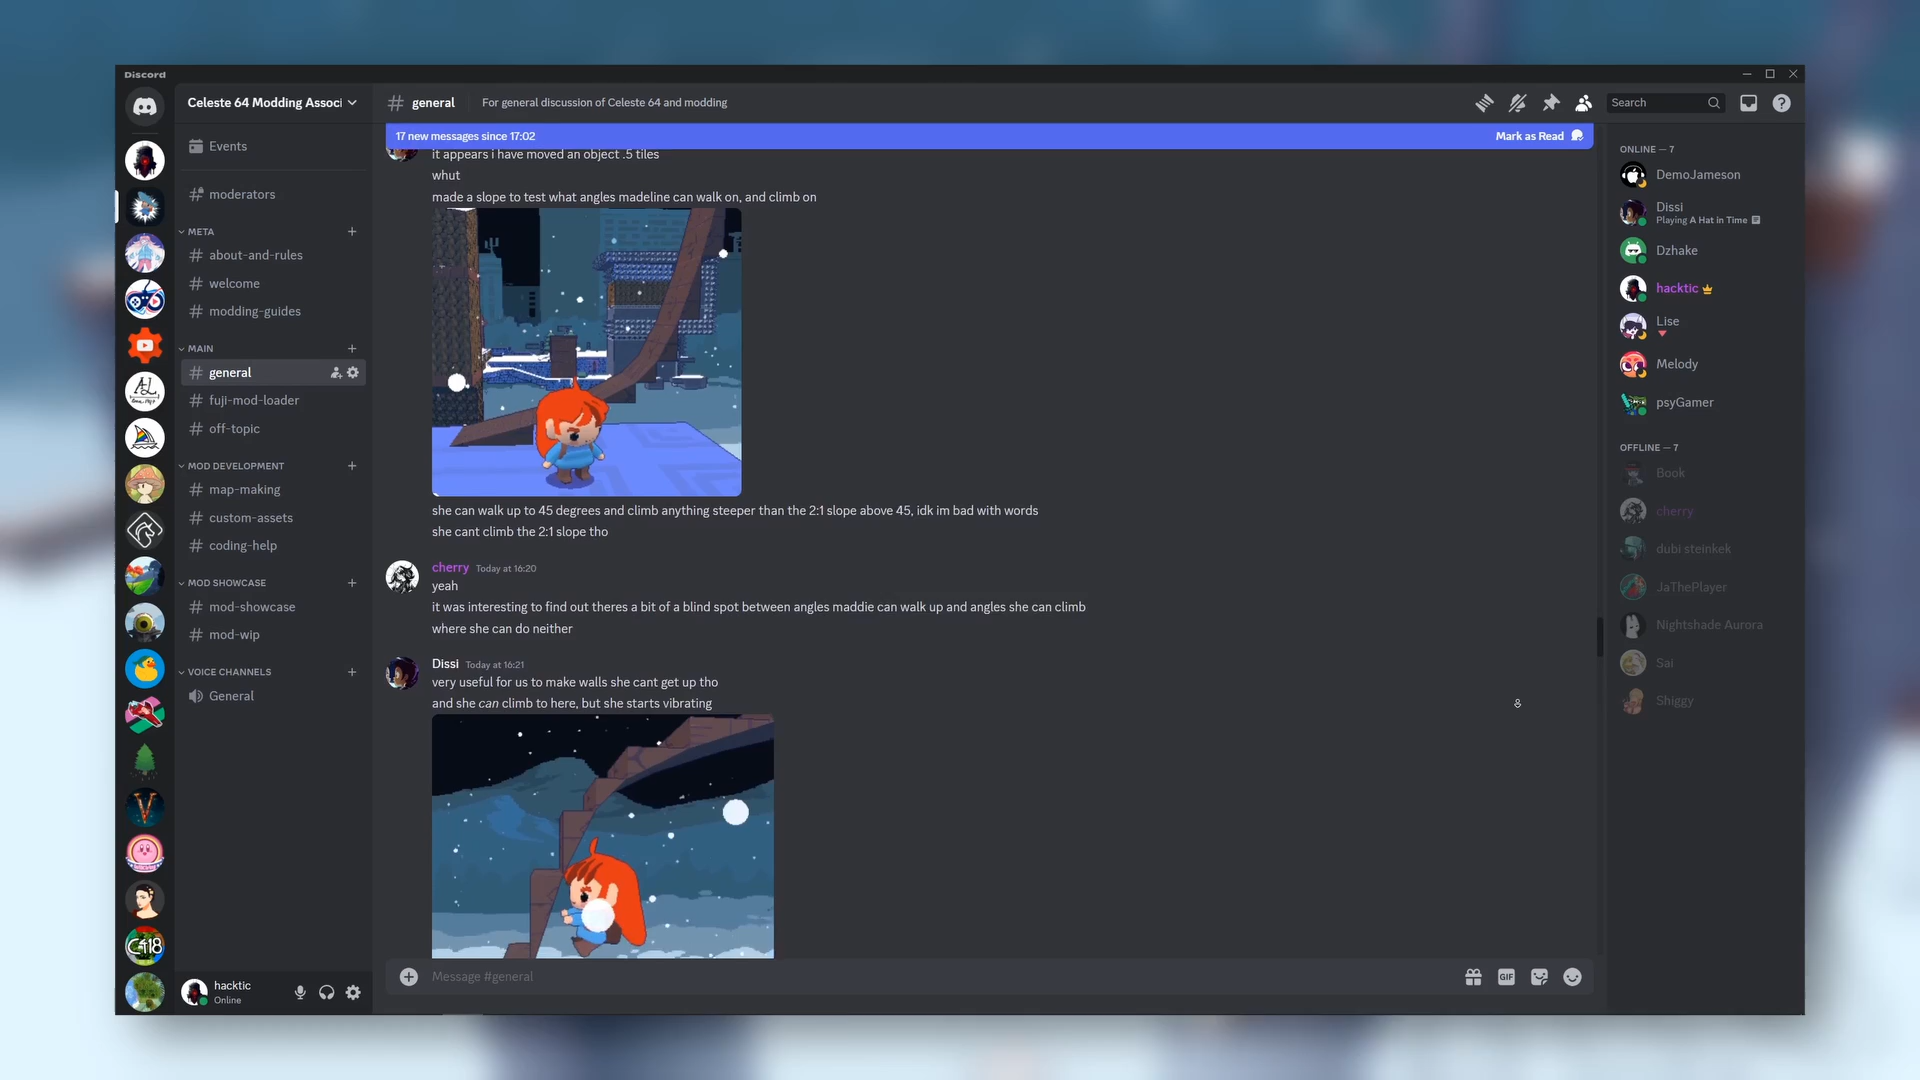 Discord
Celeste 64 Modding Associ
Events
moderators
META
about-and-rules
welcome
modding-guides
MAIN
general
fuji-mod-loader
off-topic
MOD DEVELOPMENT
map-making
custom-assets
coding-help
MOD SHOWCASE
mod-showcase
mod-wip
VOICE CHANNELS
General
hacktic
Online
general
For general discussion of Celeste 64 and modding
Search
17 new messages since 17:02
Mark as Read
it appears i have moved an object .5 tiles
whut
made a slope to test what angles madeline can walk on, and climb on
she can walk up to 45 degrees and climb anything steeper than the 2:1 slope above 45, idk im bad with words
she cant climb the 2:1 slope tho
cherry Today at 16:20
yeah
it was interesting to find out theres a bit of a blind spot between angles maddie can walk up and angles she can climb
where she can do neither
Dissi Today at 16:21
very useful for us to make walls she cant get up tho
and she can climb to here, but she starts vibrating
Message #general
GIF
ONLINE — 7
DemoJameson
Dissi
Playing A Hat in Time
Dzhake
hacktic
Lise
Melody
psyGamer
OFFLINE — 7
Book
cherry
dubi steinkek
JaThePlayer
Nightshade Aurora
Sai
Shiggy